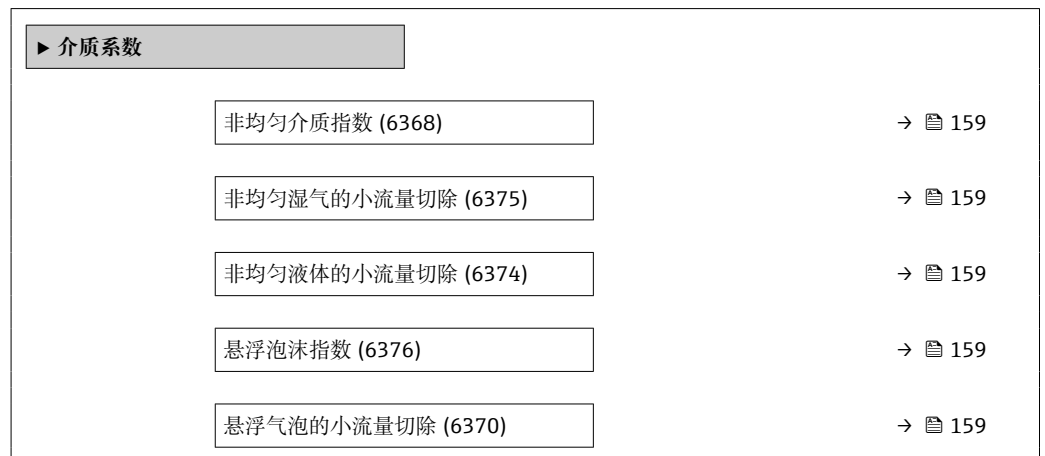 ▶ 介质系数
非均匀介质指数 (6368) → 🖹 159
非均匀湿气的小流量切除 (6375) → 🖹 159
非均匀液体的小流量切除 (6374) → 🖹 159
悬浮泡沫指数 (6376) → 🖹 159
悬浮气泡的小流量切除 (6370) → 🖹 159